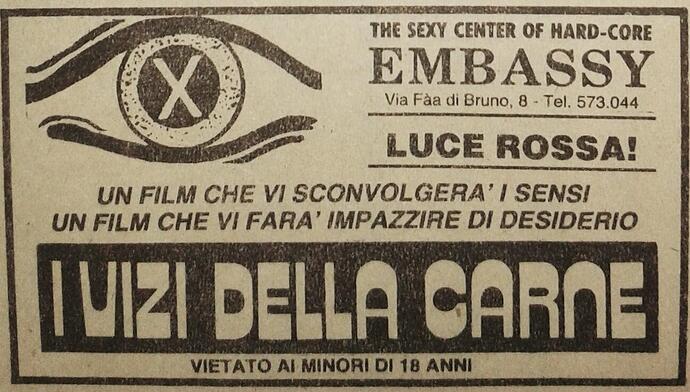 X
THE SEXY CENTER OF HARD-CORE
EMBASSY
Via Fàa di Bruno, 8 - Tel. 573.044
LUCE ROSSA!
UN FILM CHE VI SCONVOLGERA' I SENSI
UN FILM CHE VI FARA' IMPAZZIRE DI DESIDERIO
I VIZI DELLA CARNE
VIETATO AI MINORI DI 18 ANNI